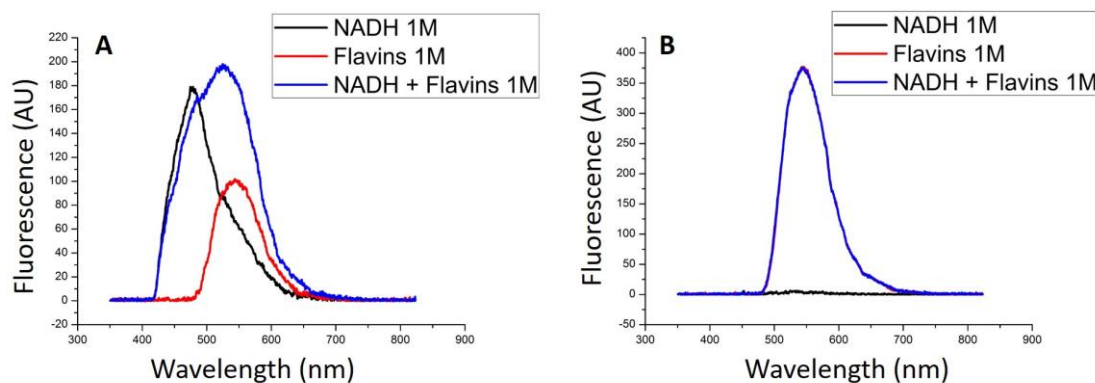 A
NADH 1M
Flavins 1M
NADH + Flavins 1M
Fluorescence (AU)
220
200
180
160
140
120
100
80
60
40
20
0
-20
300 400 500 600 700 800 900
Wavelength (nm)
B
NADH 1M
Flavins 1M
NADH + Flavins 1M
Fluorescence (AU)
400
350
300
250
200
150
100
50
0
-50
300 400 500 600 700 800 900
Wavelength (nm)